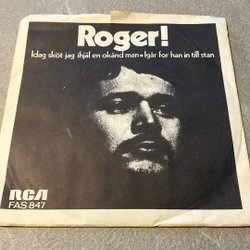 Roger!
Idag sköt jag ihjäl en okänd man • Igår for han in till stan
RCA
FAS 847